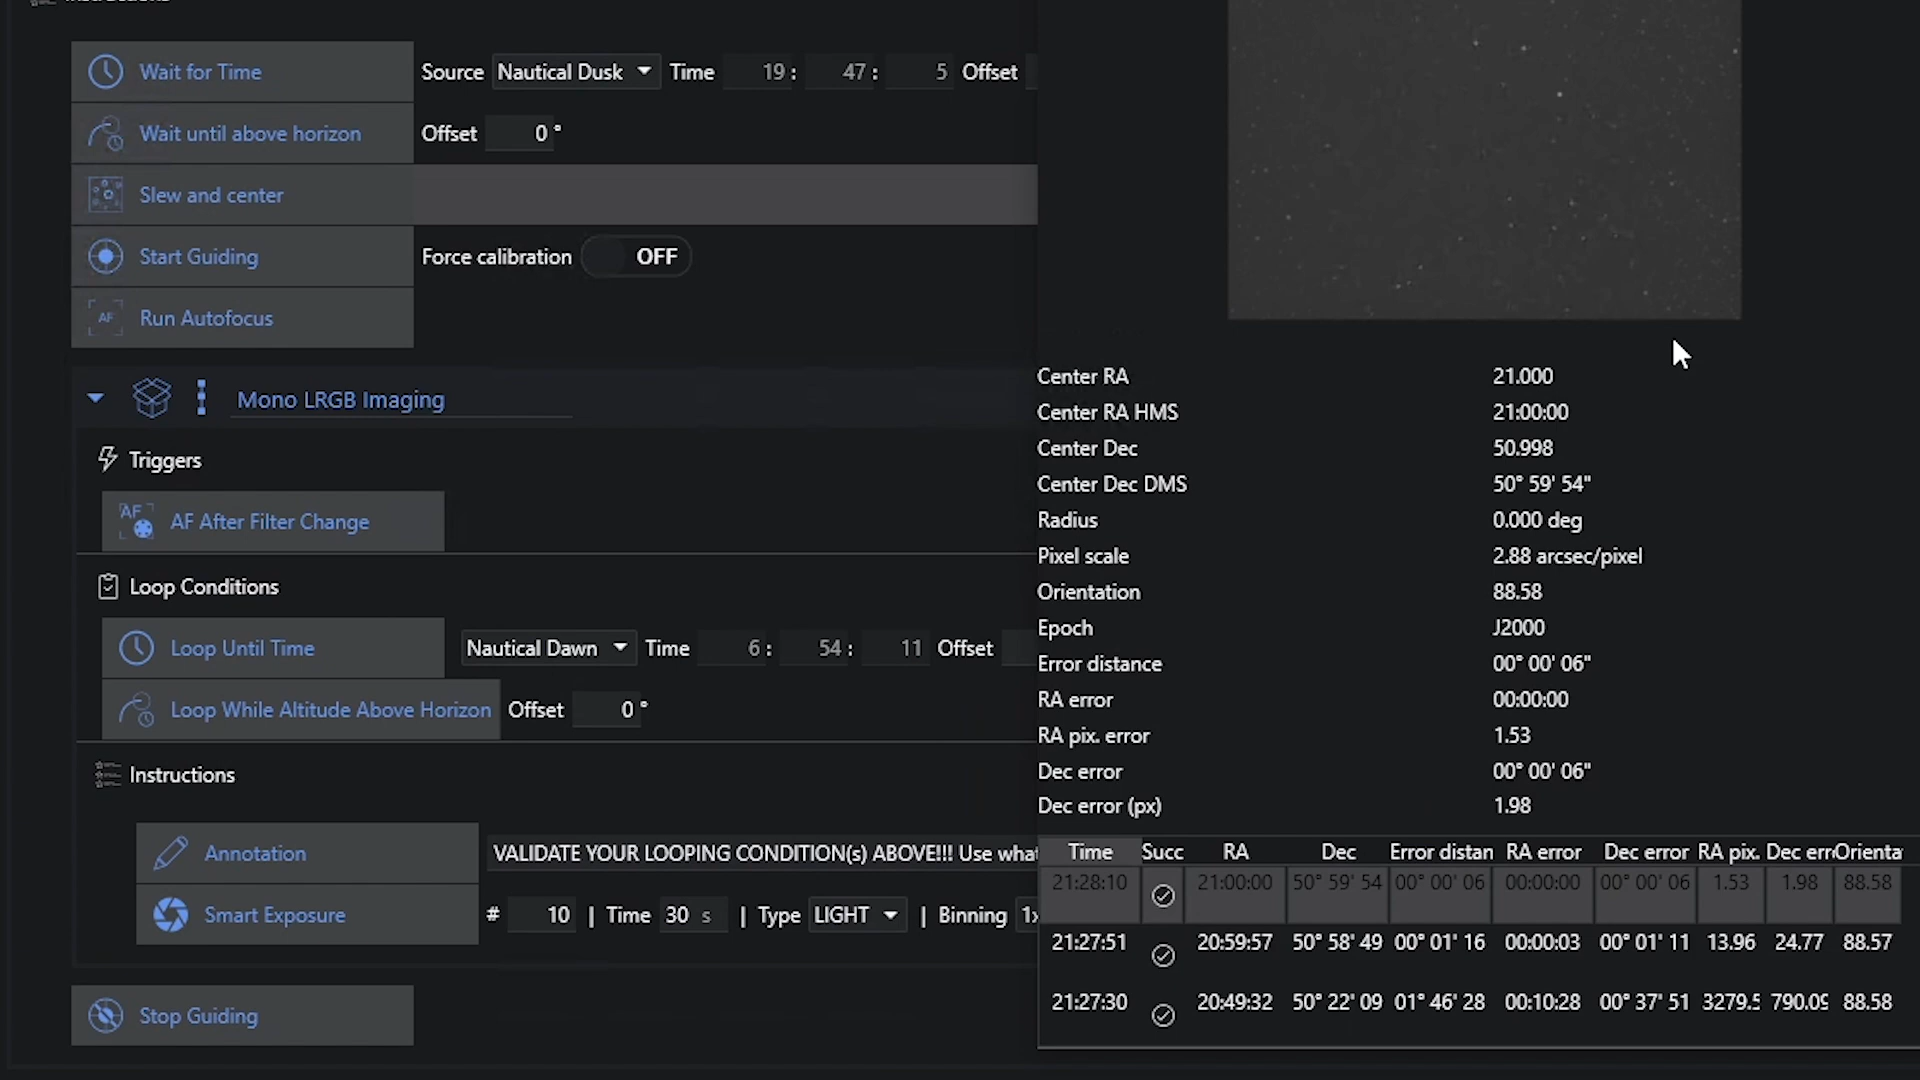 Wait for Time Source Nautical Dusk Time 19: 47: 5 Offset
Wait until above horizon Offset 0 °
Slew and center
Start Guiding Force calibration OFF
AF Run Autofocus
Mono LRGB Imaging
Triggers
AF AF After Filter Change
Loop Conditions
Loop Until Time Nautical Dawn Time 6: 54: 11 Offset
Loop While Altitude Above Horizon Offset 0 °
Instructions
Annotation VALIDATE YOUR LOOPING CONDITION(s) ABOVE!!! Use what
Smart Exposure # 10 | Time 30 s | Type LIGHT | Binning 1x
Stop Guiding
Center RA 21.000
Center RA HMS 21:00:00
Center Dec 50.998
Center Dec DMS 50° 59' 54"
Radius 0.000 deg
Pixel scale 2.88 arcsec/pixel
Orientation 88.58
Epoch J2000
Error distance 00° 00' 06"
RA error 00:00:00
RA pix. error 1.53
Dec error 00° 00' 06"
Dec error (px) 1.98
Time Succ RA Dec Error distan RA error Dec error RA pix. Dec err Orienta
21:28:10 21:00:00 50° 59' 54 00° 00' 06 00:00:00 00° 00' 06 1.53 1.98 88.58
21:27:51 20:59:57 50° 58' 49 00° 01' 16 00:00:03 00° 01' 11 13.96 24.77 88.57
21:27:30 20:49:32 50° 22' 09 01° 46' 28 00:10:28 00° 37' 51 3279.5 790.09 88.58